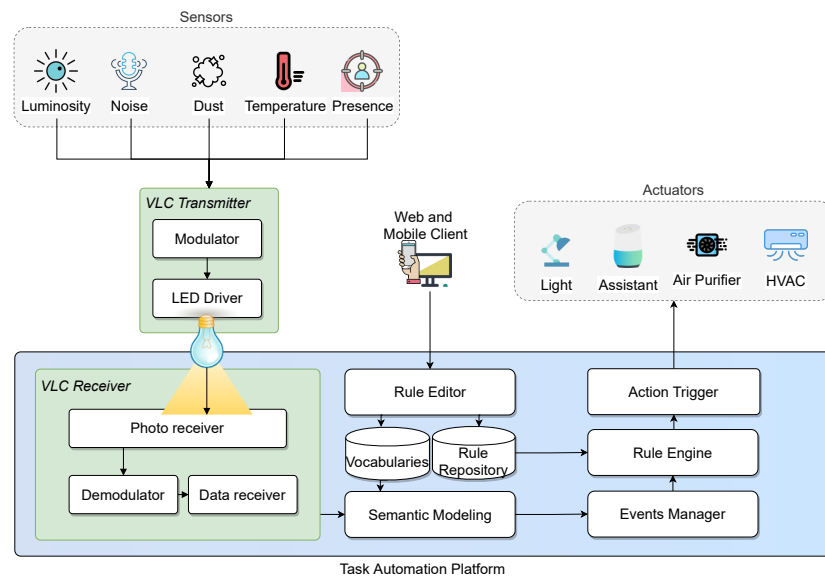 Sensors
Luminosity
Noise
Dust
Temperature
Presence
VLC Transmitter
Modulator
LED Driver
Web and
Mobile Client
Actuators
Light
Assistant
Air Purifier
HVAC
VLC Receiver
Photo receiver
Demodulator
Data receiver
Rule Editor
Vocabularies
Rule
Repository
Semantic Modeling
Action Trigger
Rule Engine
Events Manager
Task Automation Platform